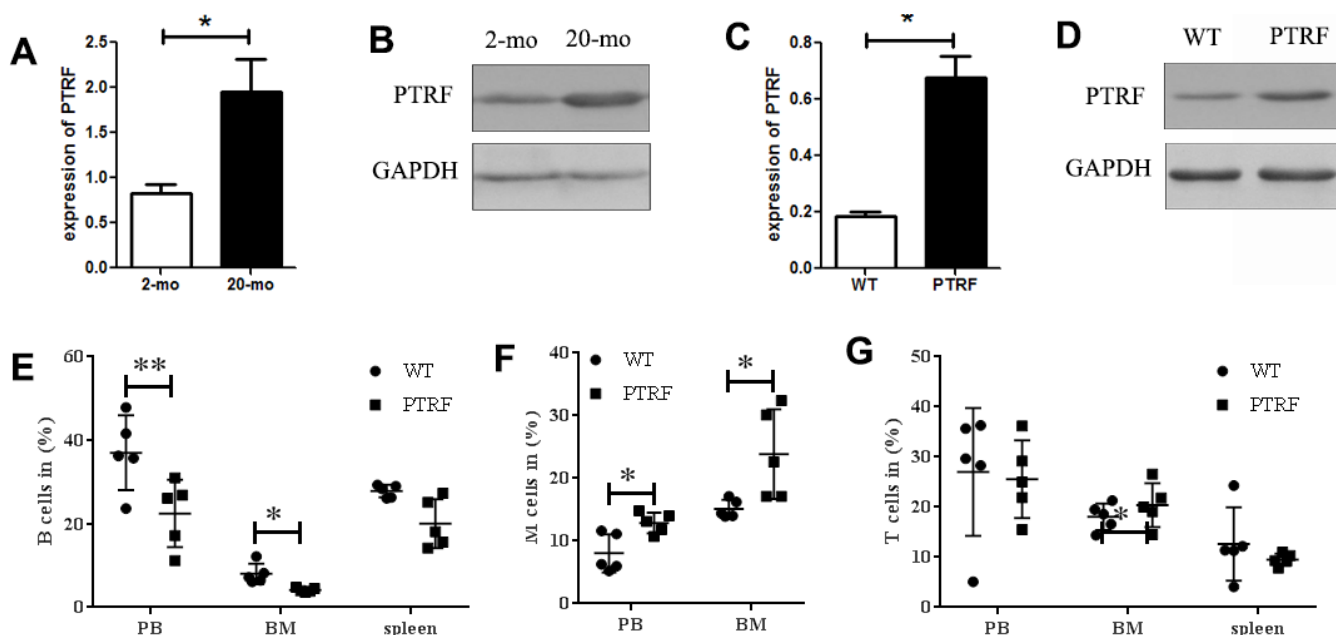 A
*
expression of PTRF
2.5
2.0
1.5
1.0
0.5
0.0
2-mo 20-mo
B
2-mo 20-mo
PTRF
GAPDH
C
*
expression of PTRF
0.8
0.6
0.4
0.2
0.0
WT PTRF
D
WT PTRF
PTRF
GAPDH
E
B cells in (%)
60
40
20
0
**
*
WT
PTRF
PB BM spleen
F
M cells in (%)
40
30
20
10
0
WT
PTRF
*
*
PB BM
G
T cells in (%)
50
40
30
20
10
0
*
WT
PTRF
PB BM spleen